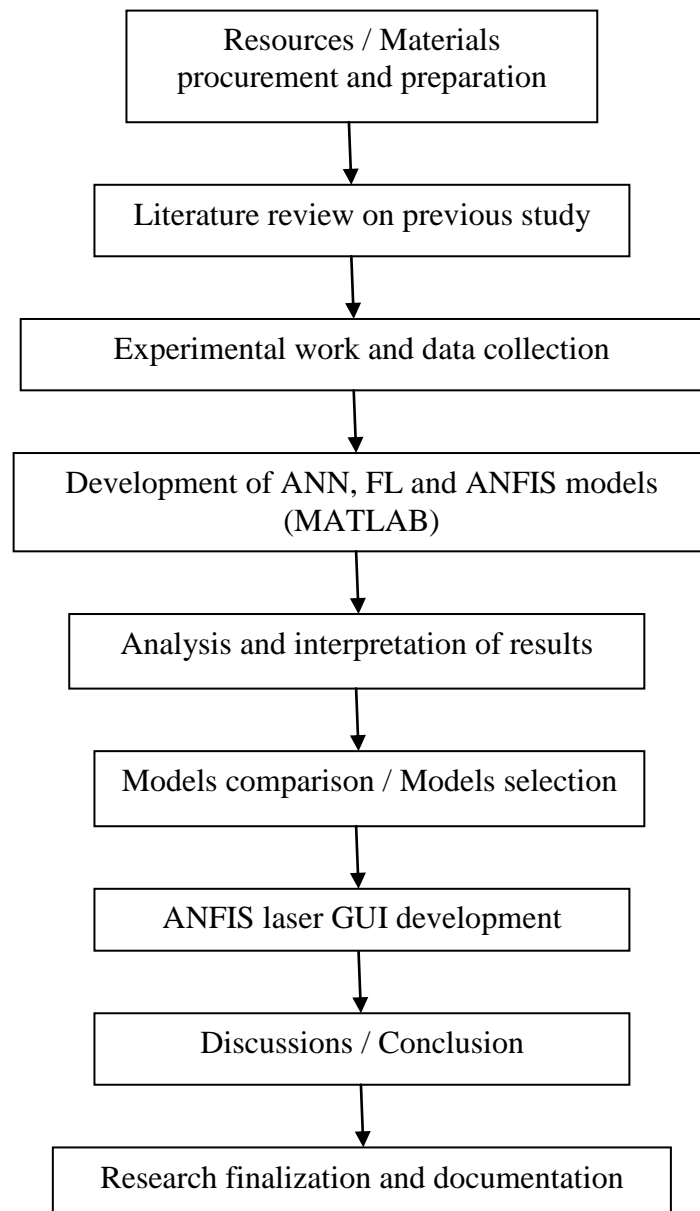 Resources / Materials
procurement and preparation
Literature review on previous study
Experimental work and data collection
Development of ANN, FL and ANFIS models
(MATLAB)
Analysis and interpretation of results
Models comparison / Models selection
ANFIS laser GUI development
Discussions / Conclusion
Research finalization and documentation